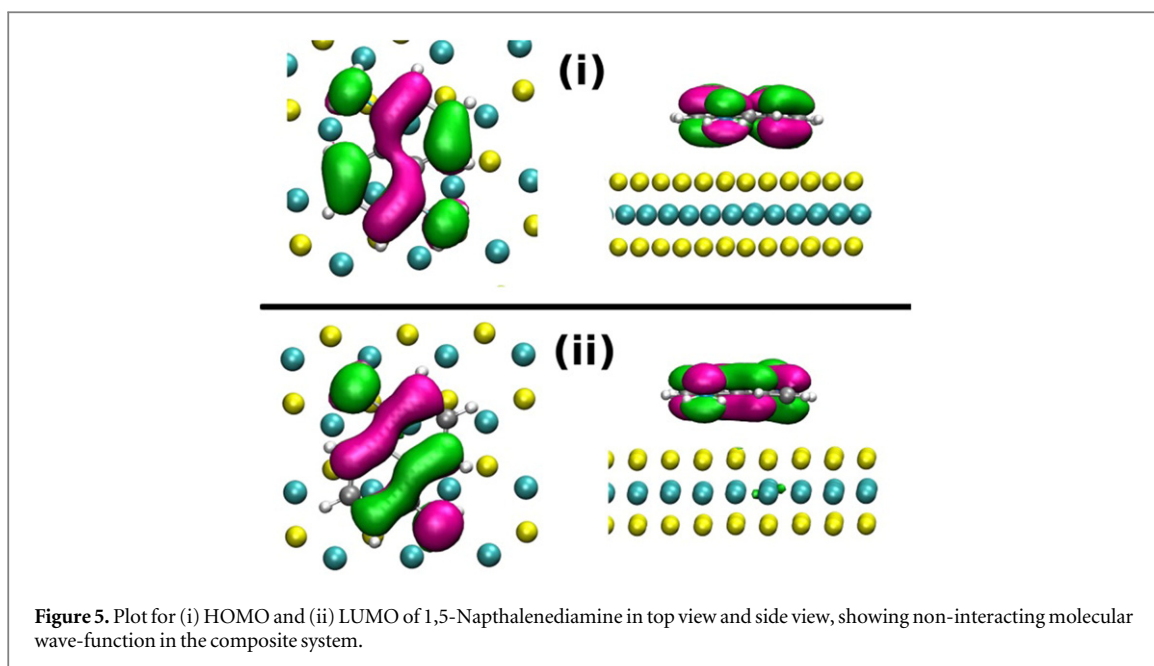 (i)
(ii)
Figure 5. Plot for (i) HOMO and (ii) LUMO of 1,5-Napthalenediamine in top view and side view, showing non-interacting molecular
wave-function in the composite system.